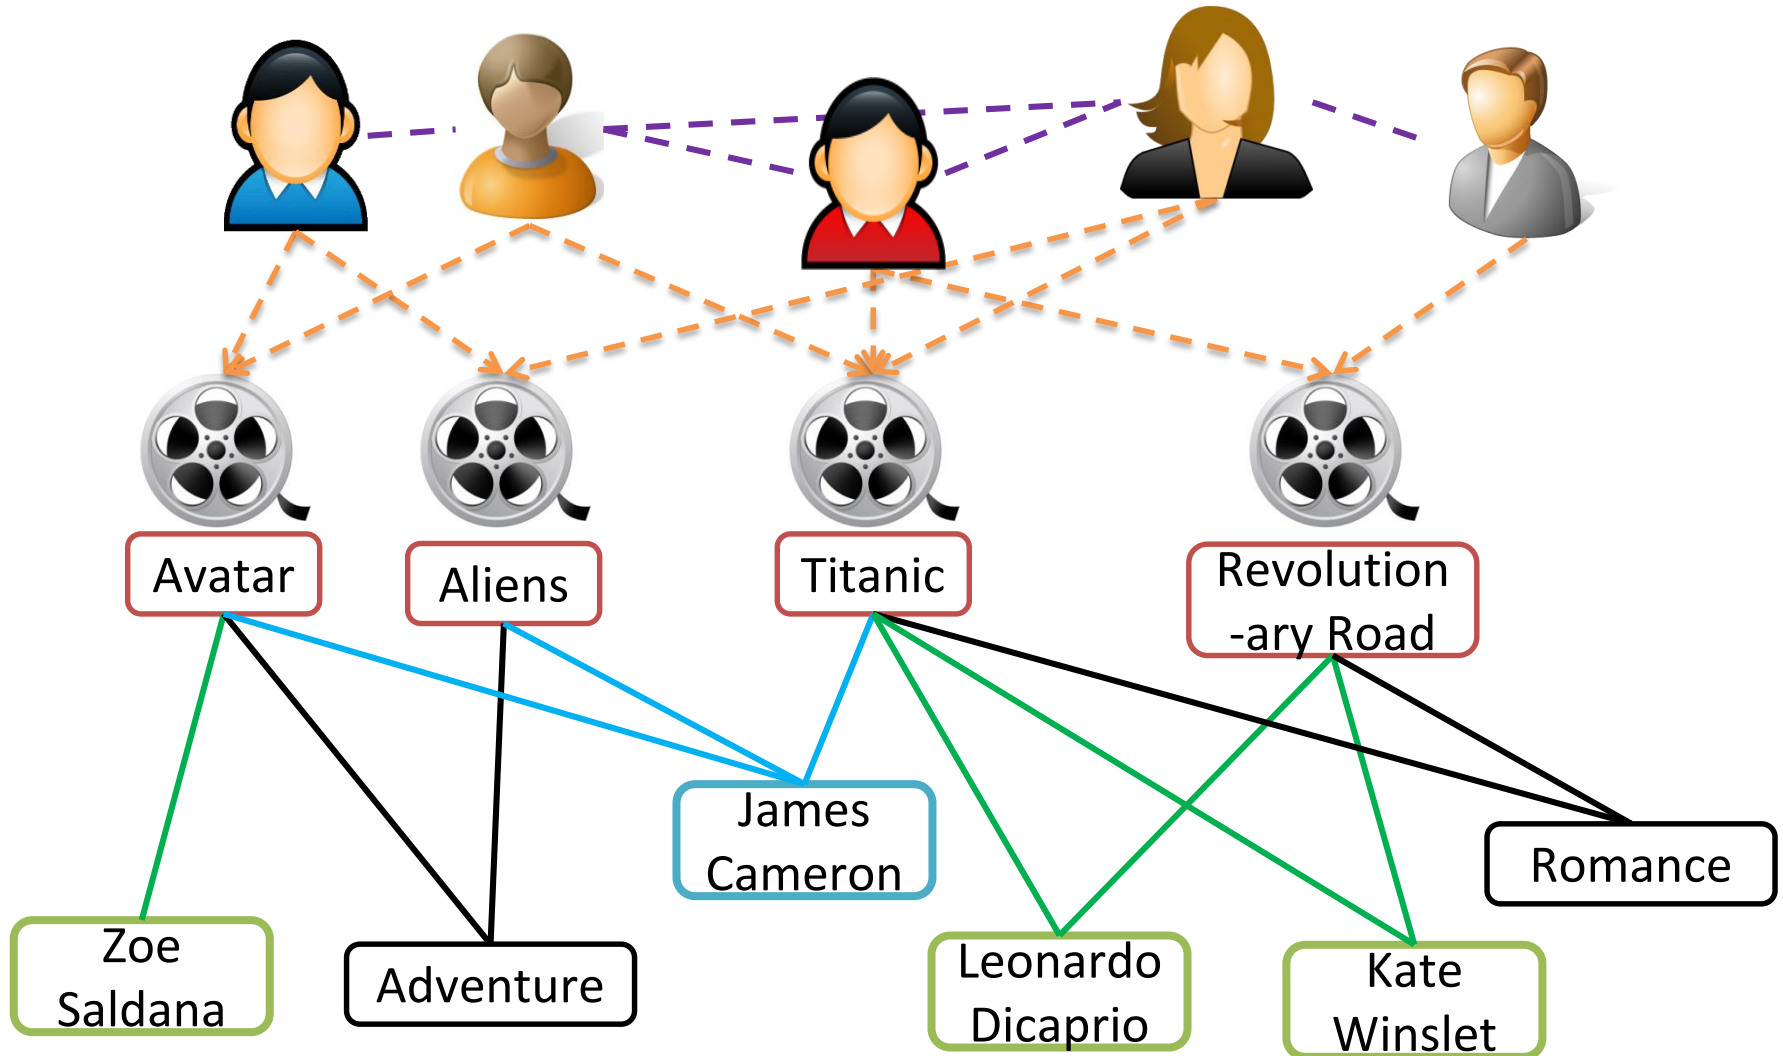 Avatar
Aliens
Titanic
Revolution
-ary Road
James
Cameron
Romance
Zoe
Saldana
Adventure
Leonardo
Dicaprio
Kate
Winslet